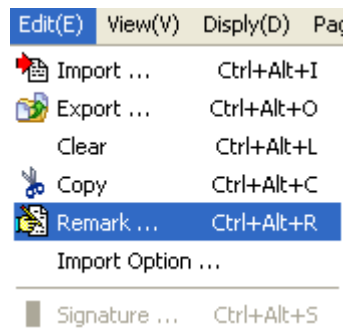 Edit(E) View(V) Disply(D) Pag
Import ... Ctrl+Alt+I
Export ... Ctrl+Alt+O
Clear Ctrl+Alt+L
Copy Ctrl+Alt+C
Remark ... Ctrl+Alt+R
Import Option ...
Signature ... Ctrl+Alt+S